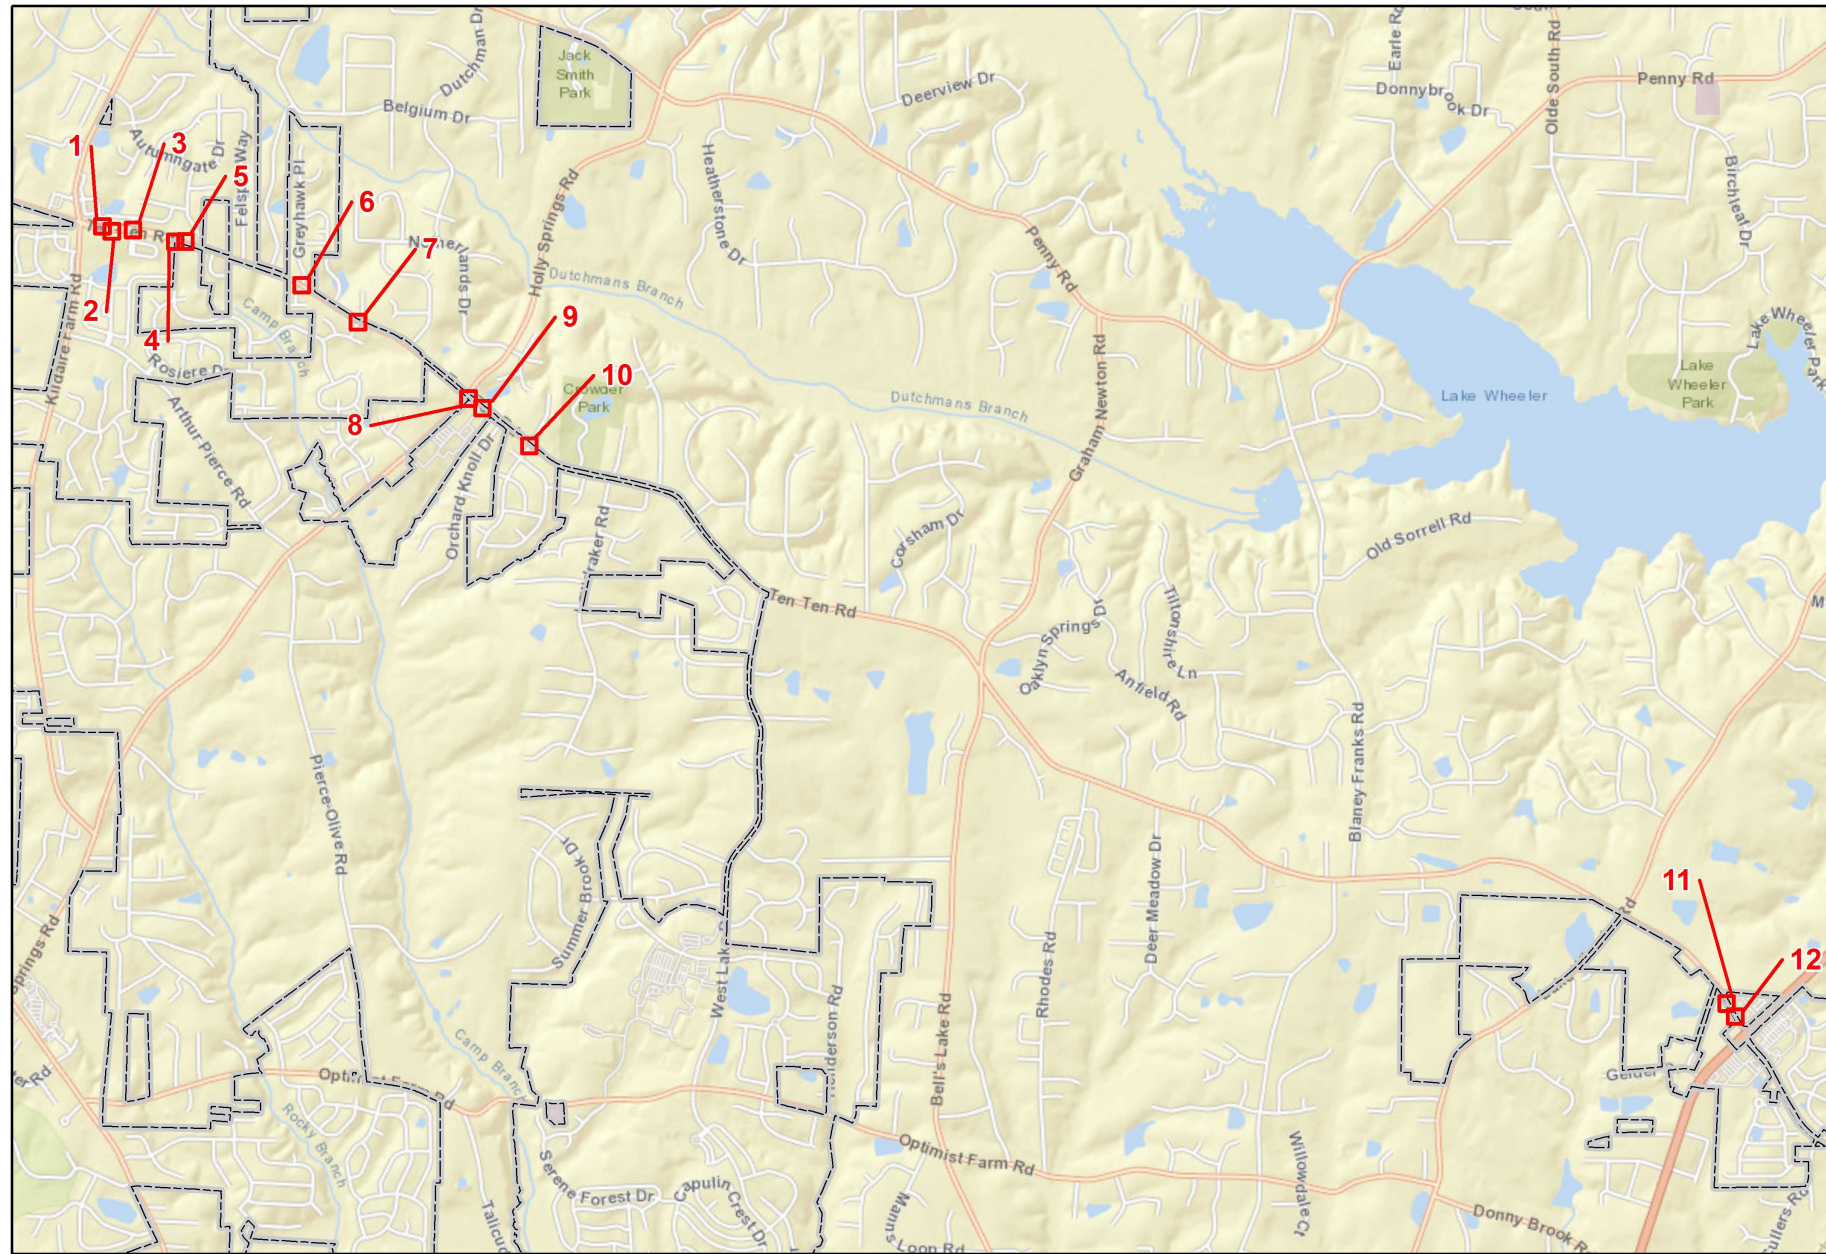 Jack
Smith
Park
Dutchman Dr
Belgium Dr
Deerview Dr
Earle Rd
Olde South Rd
Penny Rd
Donnybrook Dr
1
Autumngate Dr
3
Greyhawk Pl
5
6
Heatherstone Dr
Birchleaf Dr
Holly Springs Rd
7
Penny Rd
Dutchmans Branch
2
Kildaire Farm Rd
Camp Branch
4
9
Lake Wheeler Park
Graham Newton Rd
Rosiere Dr
10
Crowder
Park
Dutchmans Branch
Lake Wheeler
Lake
Wheeler
Park
8
Arthur Pierce Rd
Orchard Knoll Dr
Corsham Dr
Old Sorrell Rd
Ten Ten Rd
Oaklyn Springs Dr
Tiltonshire Ln
Anfield Rd
Pierce-Olive Rd
Blaney Franks Rd
Summer Brook Dr
Deer Meadow Dr
11
Rd
12
Springs Rd
West Lake
Rhodes Rd
Henderson Rd
Bell's Lake Rd
Camp Branch
Optimist Farm Rd
Rocky Branch
Optimist Farm Rd
Serene Forest Dr
Capulin Crest Dr
Willowdale Ct
Manus Loop Rd
Donny Brook R